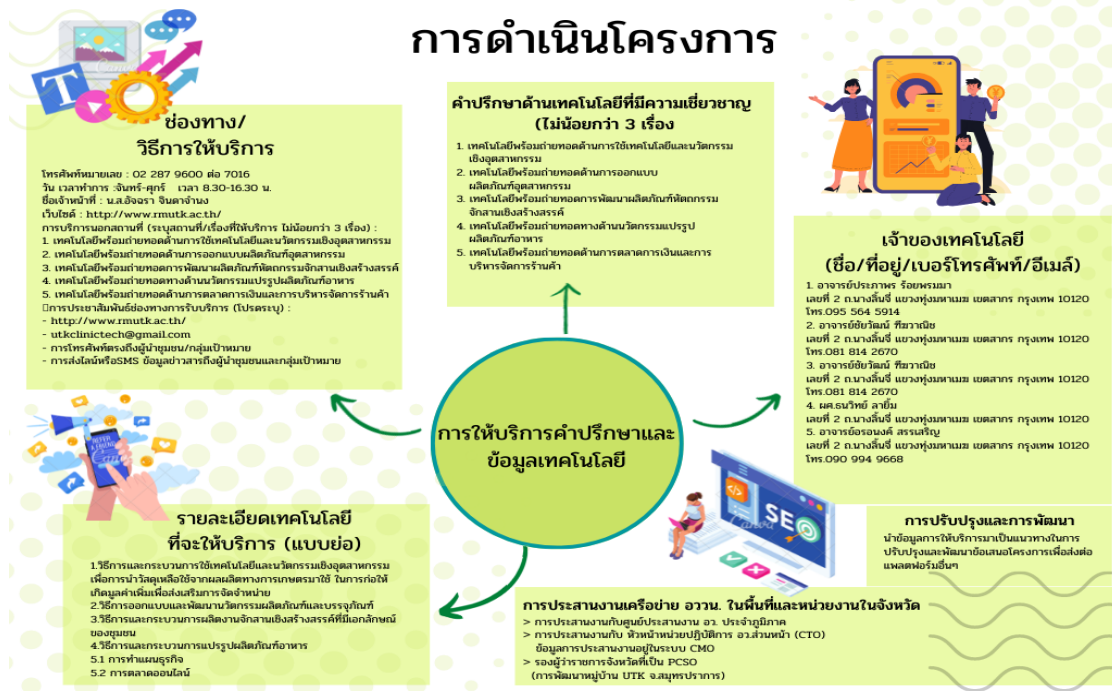 การดำเนินโครงการ
ช่องทาง/
วิธีการให้บริการ
โทรศัพท์หมายเลข : 02 287 9600 ต่อ 7016
วัน เวลาทำการ :จันทร์-ศุกร์ เวลา 8.30-16.30 น.
ชื่อเจ้าหน้าที่ : น.ส.อัจฉรา จินดาจำนง
เว็บไซต์ : http://www.rmutk.ac.th/
การบริการนอกสถานที่ (ระบุสถานที่/เรื่องที่ให้บริการ ไม่น้อยกว่า 3 เรื่อง) :
1. เทคโนโลยีพร้อมถ่ายทอดด้านการใช้เทคโนโลยีและนวัตกรรมเชิงอุตสาหกรรม
2. เทคโนโลยีพร้อมถ่ายทอดด้านการออกแบบผลิตภัณฑ์อุตสาหกรรม
3. เทคโนโลยีพร้อมถ่ายทอดการพัฒนาผลิตภัณฑ์หัตถกรรมจักสานเชิงสร้างสรรค์
4. เทคโนโลยีพร้อมถ่ายทอดทางด้านนวัตกรรมแปรรูปผลิตภัณฑ์อาหาร
5. เทคโนโลยีพร้อมถ่ายทอดด้านการตลาดการเงินและการบริหารจัดการร้านค้า
การประชาสัมพันธ์ช่องทางการรับบริการ (โปรดระบุ) :
- http://www.rmutk.ac.th/
- utkclinictech@gmail.com
- การโทรศัพท์ตรงถึงผู้นำชุมชน/กลุ่มเป้าหมาย
- การส่งไลน์หรือSMS ข้อมูลข่าวสารถึงผู้นำชุมชนและกลุ่มเป้าหมาย
คำปรึกษาด้านเทคโนโลยีที่มีความเชี่ยวชาญ
(ไม่น้อยกว่า 3 เรื่อง
1. เทคโนโลยีพร้อมถ่ายทอดด้านการใช้เทคโนโลยีและนวัตกรรม
เชิงอุตสาหกรรม
2. เทคโนโลยีพร้อมถ่ายทอดด้านการออกแบบ
ผลิตภัณฑ์อุตสาหกรรม
3. เทคโนโลยีพร้อมถ่ายทอดการพัฒนาผลิตภัณฑ์หัตถกรรม
จักสานเชิงสร้างสรรค์
4. เทคโนโลยีพร้อมถ่ายทอดทางด้านนวัตกรรมแปรรูป
ผลิตภัณฑ์อาหาร
5. เทคโนโลยีพร้อมถ่ายทอดด้านการตลาดการเงินและการ
บริหารจัดการร้านค้า
เจ้าของเทคโนโลยี
(ชื่อ/ที่อยู่/เบอร์โทรศัพท์/อีเมล์)
1. อาจารย์ประภาพร ร้อยพรมมา
เลขที่ 2 ถ.นางลิ้นจี่ แขวงทุ่งมหาเมฆ เขตสาทร กรุงเทพ 10120
โทร.095 564 5914
2. อาจารย์ชัยวัฒน์ ทีฆวาณิช
เลขที่ 2 ถ.นางลิ้นจี่ แขวงทุ่งมหาเมฆ เขตสาทร กรุงเทพ 10120
โทร.081 814 2670
3. อาจารย์ชัยวัฒน์ ทีฆวาณิช
เลขที่ 2 ถ.นางลิ้นจี่ แขวงทุ่งมหาเมฆ เขตสาทร กรุงเทพ 10120
โทร.081 814 2670
4. ผศ.ธนวิทย์ ลายิ้ม
เลขที่ 2 ถ.นางลิ้นจี่ แขวงทุ่งมหาเมฆ เขตสาทร กรุงเทพ 10120
5. อาจารย์อรอนงค์ สรรเสริญ
เลขที่ 2 ถ.นางลิ้นจี่ แขวงทุ่งมหาเมฆ เขตสาทร กรุงเทพ 10120
โทร.090 994 9668
การให้บริการคำปรึกษาและ
ข้อมูลเทคโนโลยี
รายละเอียดเทคโนโลยี
ที่จะให้บริการ (แบบย่อ)
1.วิธีการและกระบวนการใช้เทคโนโลยีและนวัตกรรมเชิงอุตสาหกรรม
เพื่อการนำวัสดุเหลือใช้จากผลผลิตทางการเกษตรมาใช้ ในการก่อให้
เกิดมูลค่าเพิ่มเพื่อส่งเสริมการจัดจำหน่าย
2.วิธีการออกแบบและพัฒนานวัตกรรมผลิตภัณฑ์และบรรจุภัณฑ์
3.วิธีการและกระบวนการผลิตงานจักสานเชิงสร้างสรรค์ที่มีเอกลักษณ์
ของชุมชน
4.วิธีการและกระบวนการแปรรูปผลิตภัณฑ์อาหาร
5.1 การทำแผนธุรกิจ
5.2 การตลาดออนไลน์
SEO
การปรับปรุงและการพัฒนา
นำข้อมูลการให้บริการมาเป็นแนวทางในการ
ปรับปรุงและพัฒนาข้อเสนอโครงการเพื่อส่งต่อ
แพลตฟอร์มอื่นๆ
การประสานงานเครือข่าย อววน. ในพื้นที่และหน่วยงานในจังหวัด
> การประสานงานกับศูนย์ประสานงาน อว. ประจำภูมิภาค
> การประสานงานกับ หัวหน้าหน่วยปฏิบัติการ อว.ส่วนหน้า (CTO)
ข้อมูลการประสานงานอยู่ในระบบ CMO
> รองผู้ว่าราชการจังหวัดที่เป็น PCSO
(การพัฒนาหมู่บ้าน UTK จ.สมุทรปราการ)